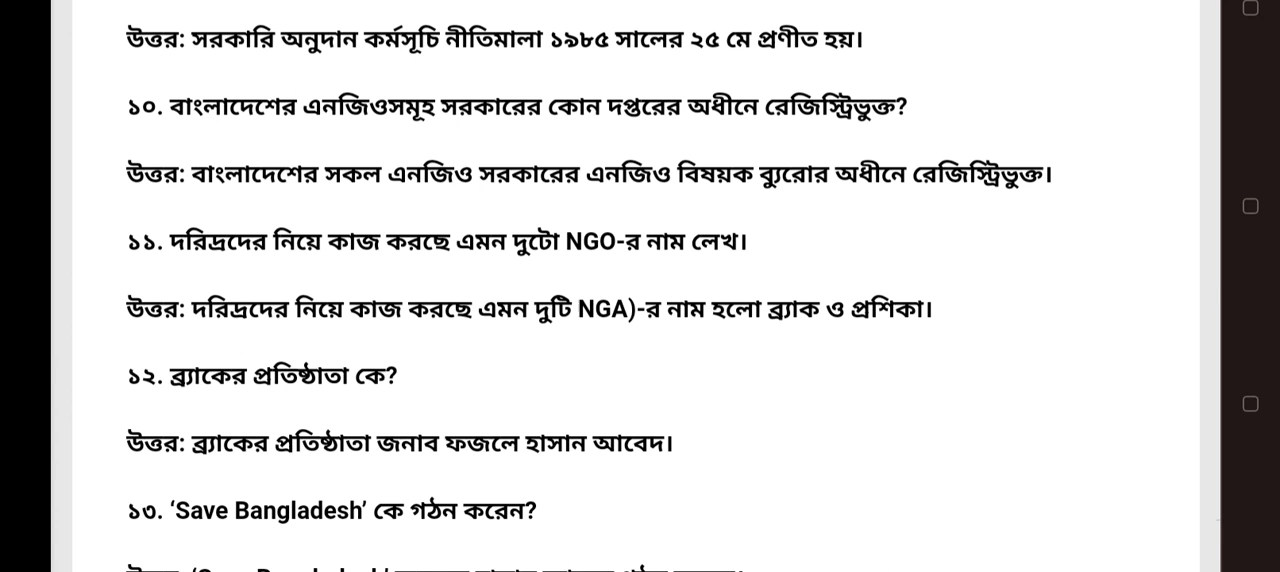 উত্তর: সরকারি অনুদান কর্মসূচি নীতিমালা ১৯৮৫ সালের ২৫ মে প্রণীত হয়।
১০. বাংলাদেশের এনজিওসমূহ সরকারের কোন দপ্তরের অধীনে রেজিস্ট্রিভুক্ত?
উত্তর: বাংলাদেশের সকল এনজিও সরকারের এনজিও বিষয়ক ব্যুরোর অধীনে রেজিস্ট্রিভুক্ত।
১১. দরিদ্রদের নিয়ে কাজ করছে এমন দুটো NGO-র নাম লেখ।
উত্তর: দরিদ্রদের নিয়ে কাজ করছে এমন দুটি NGA)-র নাম হলো ব্র্যাক ও প্রশিকা।
১২. ব্র্যাকের প্রতিষ্ঠাতা কে?
উত্তর: ব্র্যাকের প্রতিষ্ঠাতা জনাব ফজলে হাসান আবেদ।
১৩. ‘Save Bangladesh’ কে গঠন করেন?